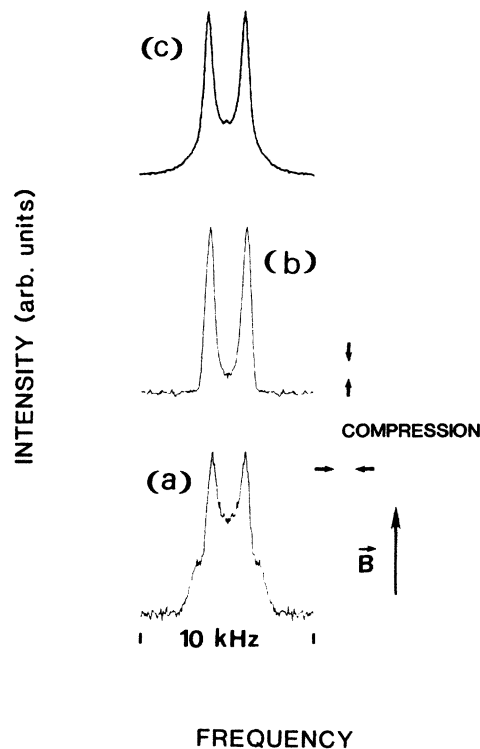 (c)
(b)
COMPRESSION
(a)
B
10 kHz
INTENSITY (arb. units)
FREQUENCY